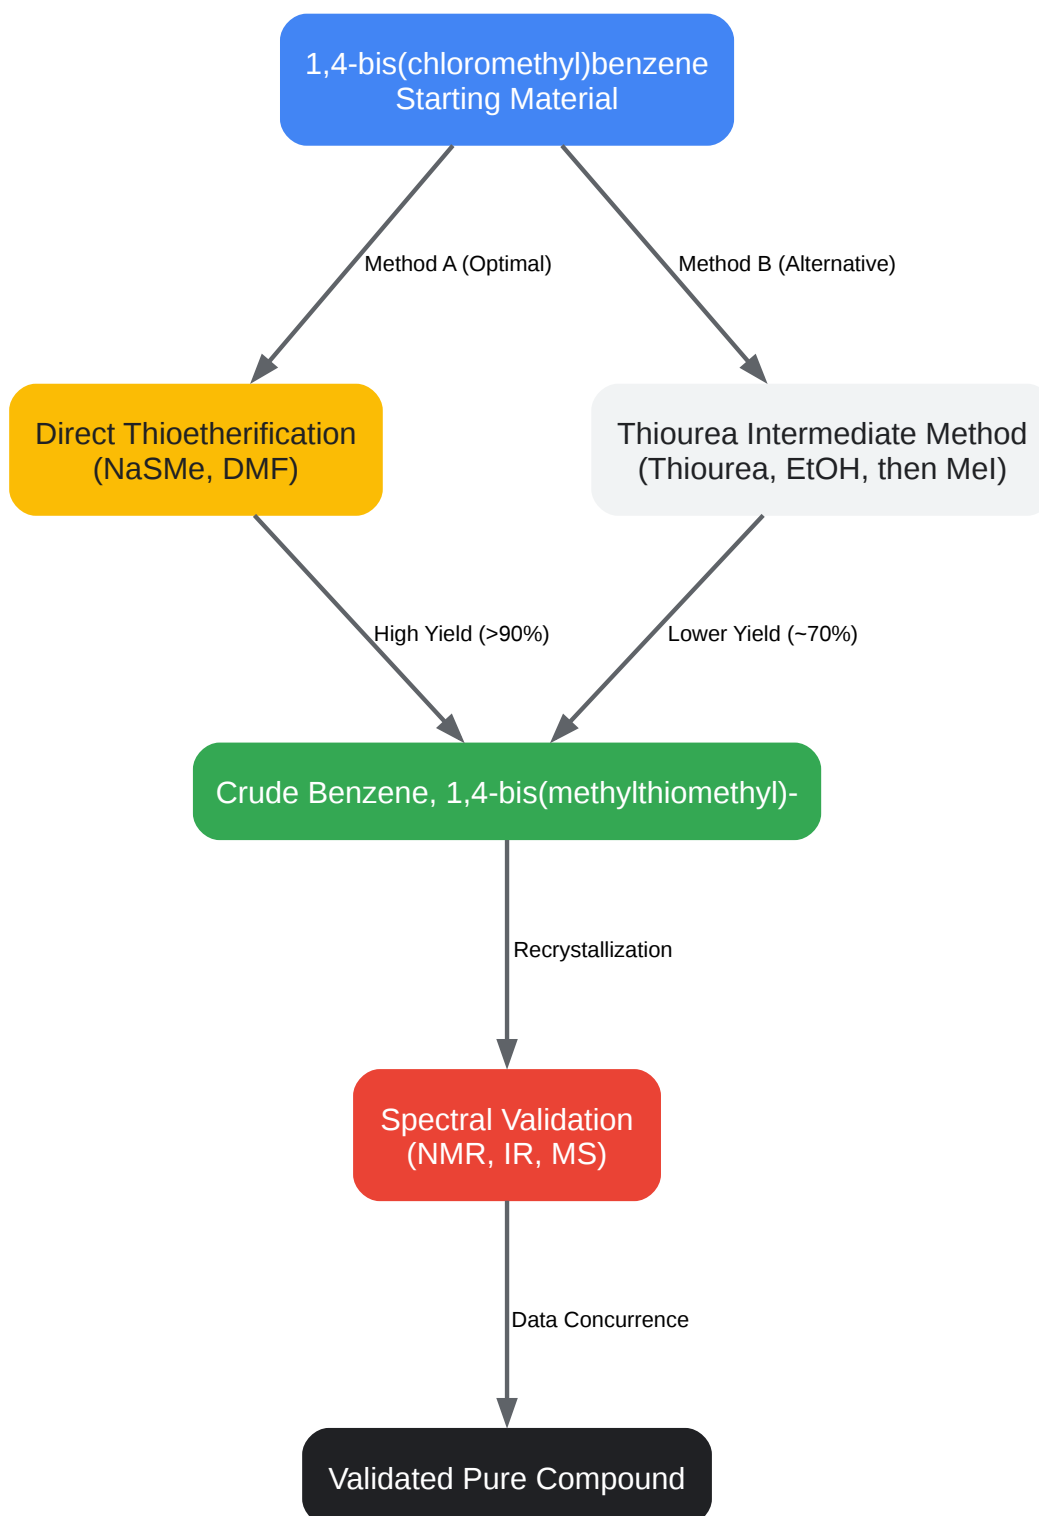 1,4-bis(chloromethyl)benzene
Starting Material
Method A (Optimal)
Method B (Alternative)
Direct Thioetherification
(NaSMe, DMF)
Thiourea Intermediate Method
(Thiourea, EtOH, then MeI)
High Yield (>90%)
Lower Yield (~70%)
Crude Benzene, 1,4-bis(methylthiomethyl)-
Recrystallization
Spectral Validation
(NMR, IR, MS)
Data Concurrence
Validated Pure Compound